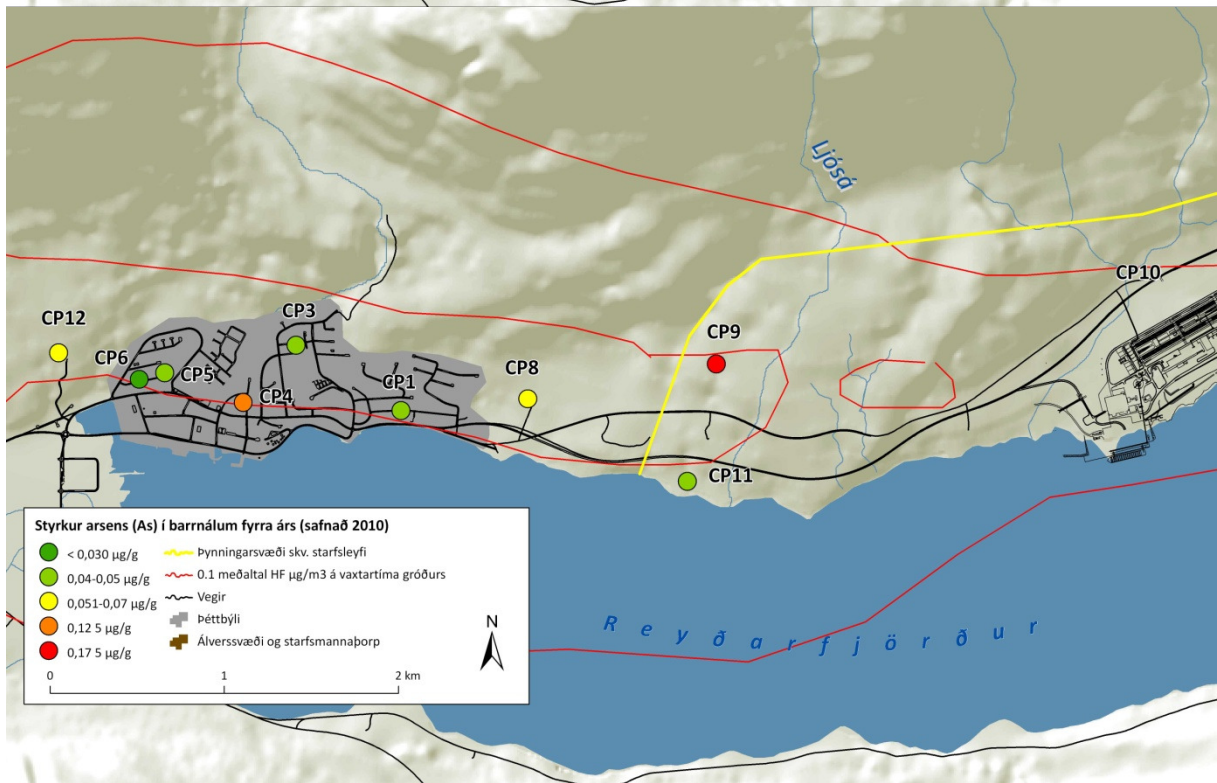 Ljósá
CP10
CP3
CP12
CP9
CP6
CP5
CP8
CP4
CP1
CP11
Styrkur arsens (As) í barrnálum fyrra árs (safnað 2010)
< 0,030 µg/g
0,04-0,05 µg/g
0,051-0,07 µg/g
0,12 5 µg/g
0,17 5 µg/g
Þynningarsvæði skv. starfsleyfi
0.1 meðaltal HF µg/m3 á vaxtartíma gróðurs
Vegir
Þéttbýli
Álverssvæði og starfsmannaþorp
N
0 1 2 km
Reyðarfjörður